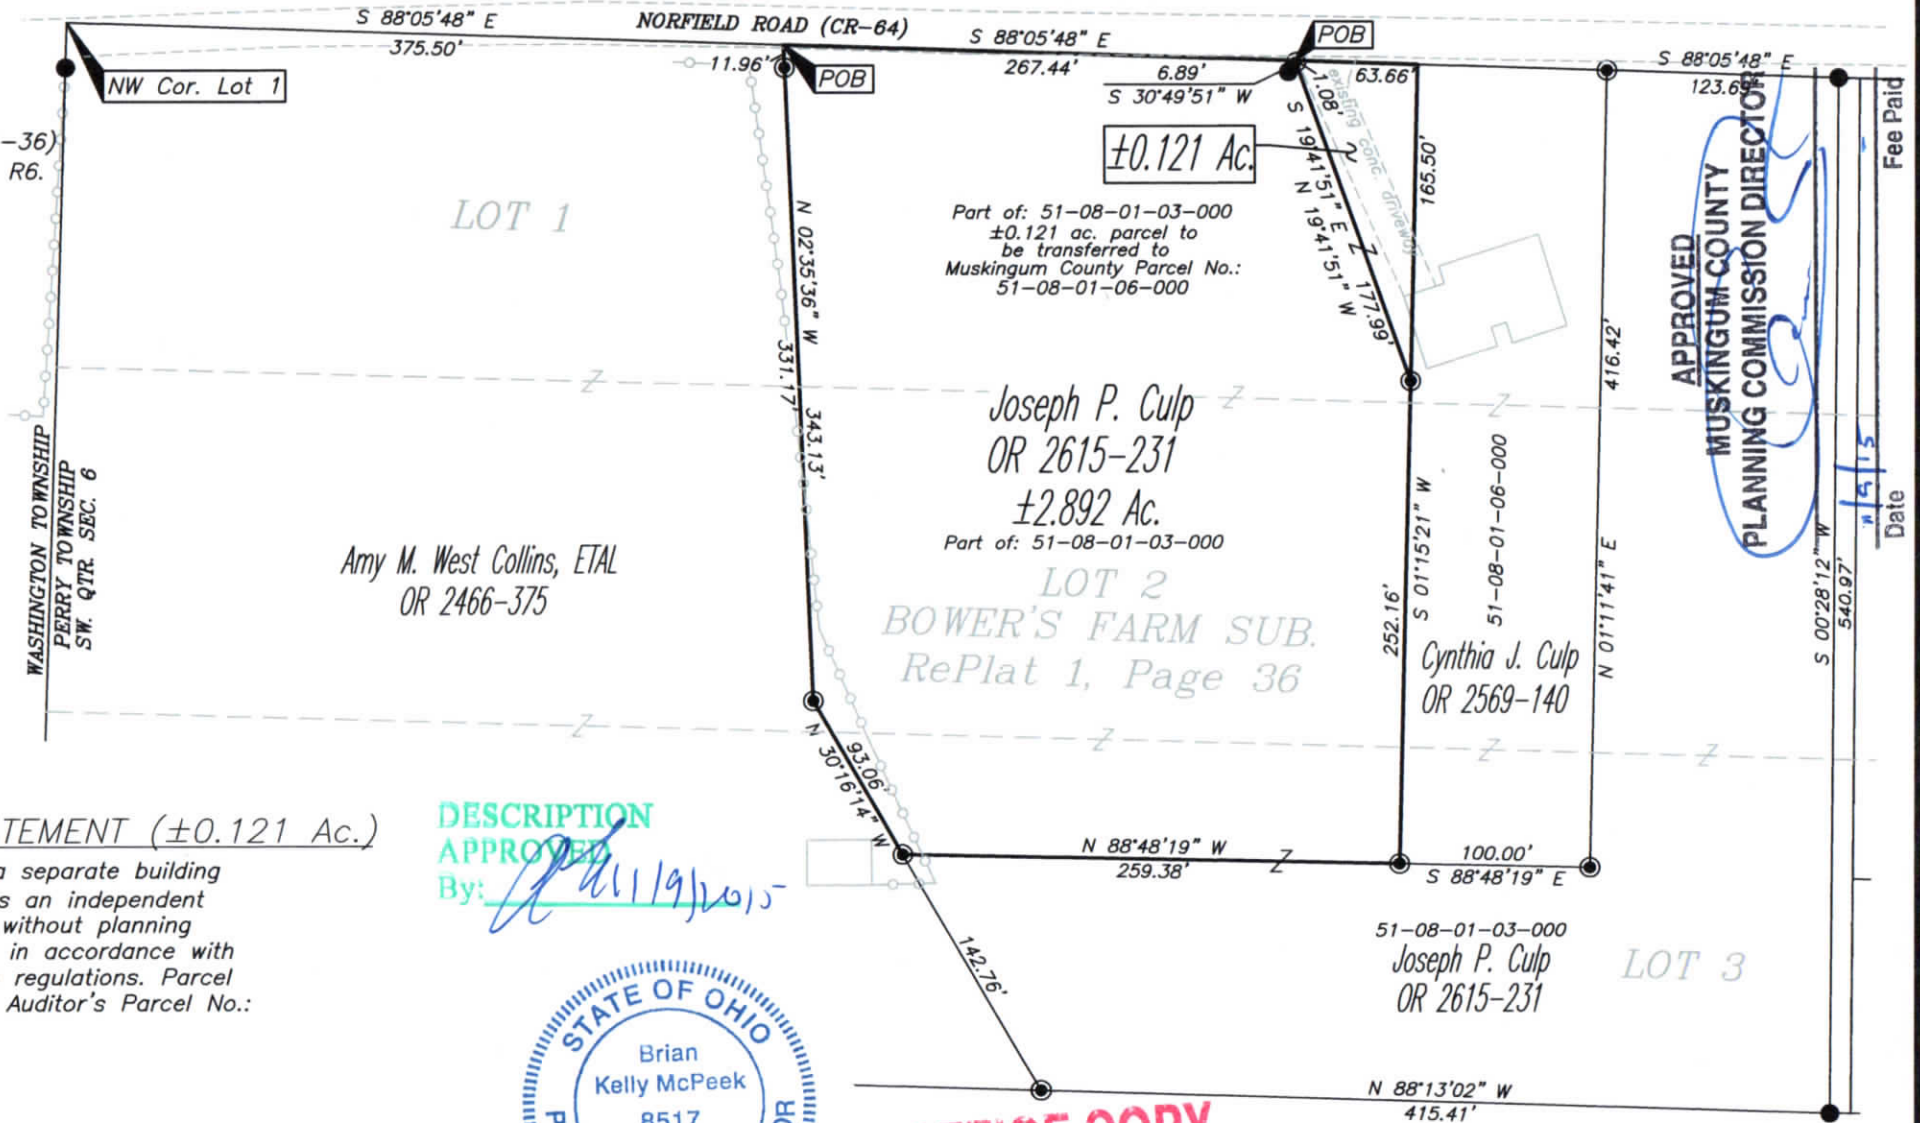 S 88°05'48" E
375.50'
NORFIELD ROAD (CR-64)
S 88°05'48" E
267.44'
POB
S 88°05'48" E
123.69'
NW Cor. Lot 1
11.96'
POB
6.89'
S 30°49'51" W
1.08'
63.66'
existing conc. driveway
-36)
R6.
±0.121 Ac.
S 19°41'51" E
N 19°41'51" W
177.99'
165.50'
LOT 1
N 02°35'36" W
331.17'
343.13'
Part of: 51-08-01-03-000
±0.121 ac. parcel to
be transferred to
Muskingum County Parcel No.:
51-08-01-06-000
416.42'
N 01°11'41" E
APPROVED
MUSKINGUM COUNTY
PLANNING COMMISSION DIRECTOR
Fee Paid
Date
S 00°28'12" W
540.97'
Joseph P. Culp
OR 2615-231
±2.892 Ac.
Part of: 51-08-01-03-000
S 01°15'21" W
252.16'
51-08-01-06-000
WASHINGTON TOWNSHIP
PERRY TOWNSHIP
SW. QTR. SEC. 6
Amy M. West Collins, ETAL
OR 2466-375
LOT 2
BOWER'S FARM SUB.
RePlat 1, Page 36
Cynthia J. Culp
OR 2569-140
93.06'
N 30°16'14" W
N 88°48'19" W
259.38'
100.00'
S 88°48'19" E
TEMENT (±0.121 Ac.)
a separate building
s an independent
without planning
in accordance with
regulations. Parcel
Auditor's Parcel No.:
DESCRIPTION
APPROVED
By: 11/9/2015
142.76'
51-08-01-03-000
Joseph P. Culp
OR 2615-231
LOT 3
STATE OF OHIO
Brian
Kelly McPeek
8517
N 88°13'02" W
415.41'
COPY